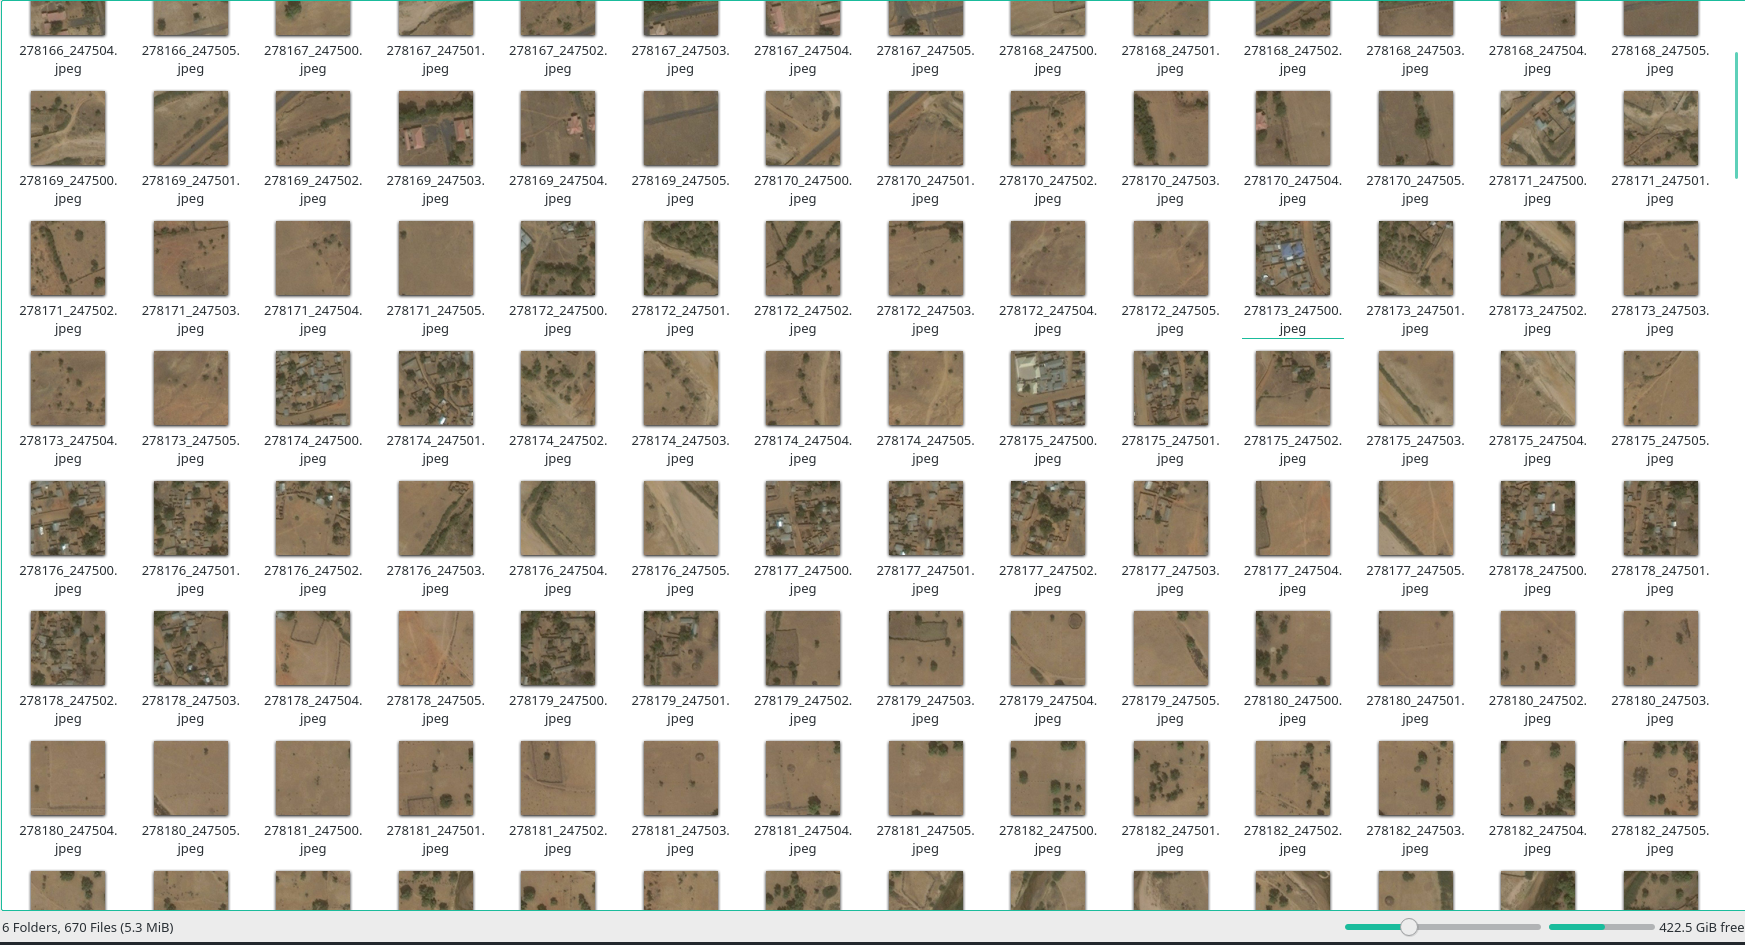 278166_247504. 278166_247505. 278167_247500. 278167_247501. 278167_247502. 278167_247503. 278167_247504. 278167_247505. 278168_247500. 278168_247501. 278168_247502. 278168_247503. 278168_247504. 278168_247505.
jpeg jpeg jpeg jpeg jpeg jpeg jpeg jpeg jpeg jpeg jpeg jpeg jpeg jpeg
278169_247500. 278169_247501. 278169_247502. 278169_247503. 278169_247504. 278169_247505. 278170_247500. 278170_247501. 278170_247502. 278170_247503. 278170_247504. 278170_247505. 278171_247500. 278171_247501.
jpeg jpeg jpeg jpeg jpeg jpeg jpeg jpeg jpeg jpeg jpeg jpeg jpeg jpeg
278171_247502. 278171_247503. 278171_247504. 278171_247505. 278172_247500. 278172_247501. 278172_247502. 278172_247503. 278172_247504. 278172_247505. 278173_247500. 278173_247501. 278173_247502. 278173_247503.
jpeg jpeg jpeg jpeg jpeg jpeg jpeg jpeg jpeg jpeg jpeg jpeg jpeg jpeg
278173_247504. 278173_247505. 278174_247500. 278174_247501. 278174_247502. 278174_247503. 278174_247504. 278174_247505. 278175_247500. 278175_247501. 278175_247502. 278175_247503. 278175_247504. 278175_247505.
jpeg jpeg jpeg jpeg jpeg jpeg jpeg jpeg jpeg jpeg jpeg jpeg jpeg jpeg
278176_247500. 278176_247501. 278176_247502. 278176_247503. 278176_247504. 278176_247505. 278177_247500. 278177_247501. 278177_247502. 278177_247503. 278177_247504. 278177_247505. 278178_247500. 278178_247501.
jpeg jpeg jpeg jpeg jpeg jpeg jpeg jpeg jpeg jpeg jpeg jpeg jpeg jpeg
278178_247502. 278178_247503. 278178_247504. 278178_247505. 278179_247500. 278179_247501. 278179_247502. 278179_247503. 278179_247504. 278179_247505. 278180_247500. 278180_247501. 278180_247502. 278180_247503.
jpeg jpeg jpeg jpeg jpeg jpeg jpeg jpeg jpeg jpeg jpeg jpeg jpeg jpeg
278180_247504. 278180_247505. 278181_247500. 278181_247501. 278181_247502. 278181_247503. 278181_247504. 278181_247505. 278182_247500. 278182_247501. 278182_247502. 278182_247503. 278182_247504. 278182_247505.
jpeg jpeg jpeg jpeg jpeg jpeg jpeg jpeg jpeg jpeg jpeg jpeg jpeg jpeg
6 Folders, 670 Files (5.3 MiB) 422.5 GiB free